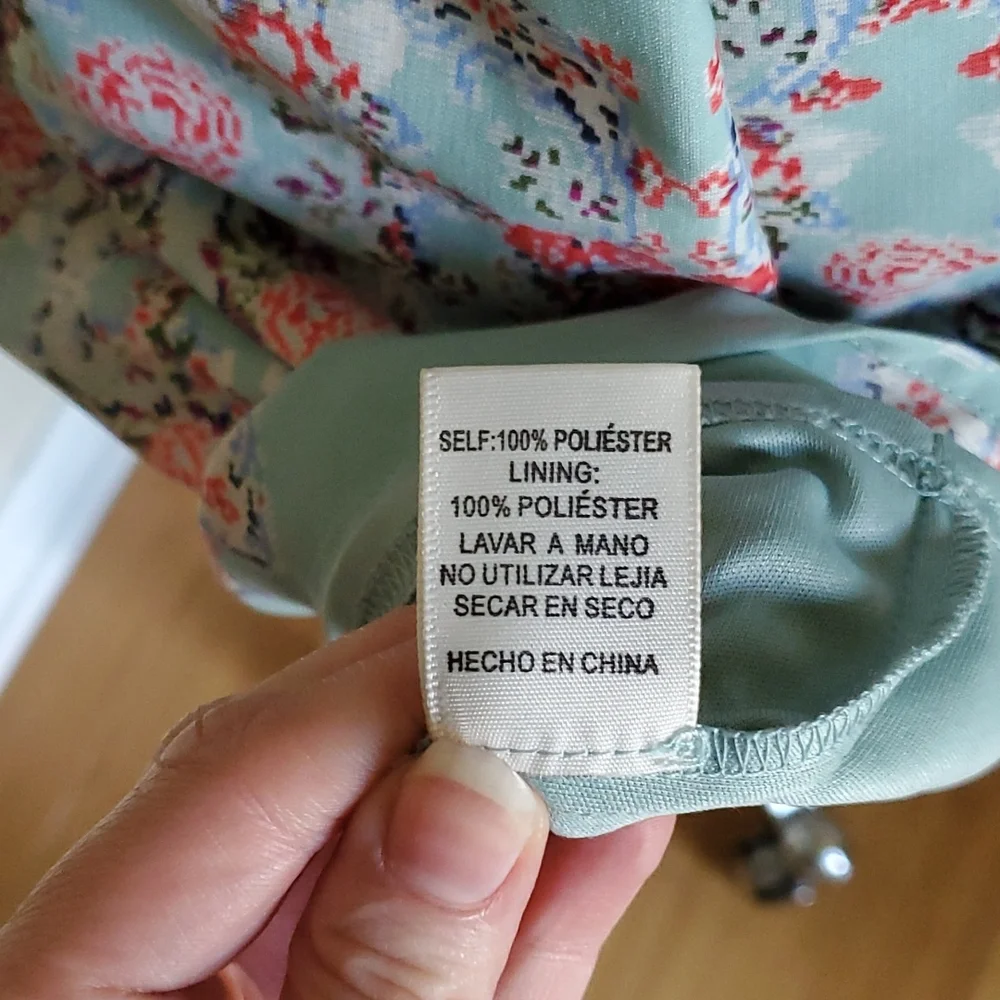 SELF:100% POLIÉSTER
LINING:
100% POLIÉSTER
LAVAR A MANO
NO UTILIZAR LEJIA
SECAR EN SECO
HECHO EN CHINA